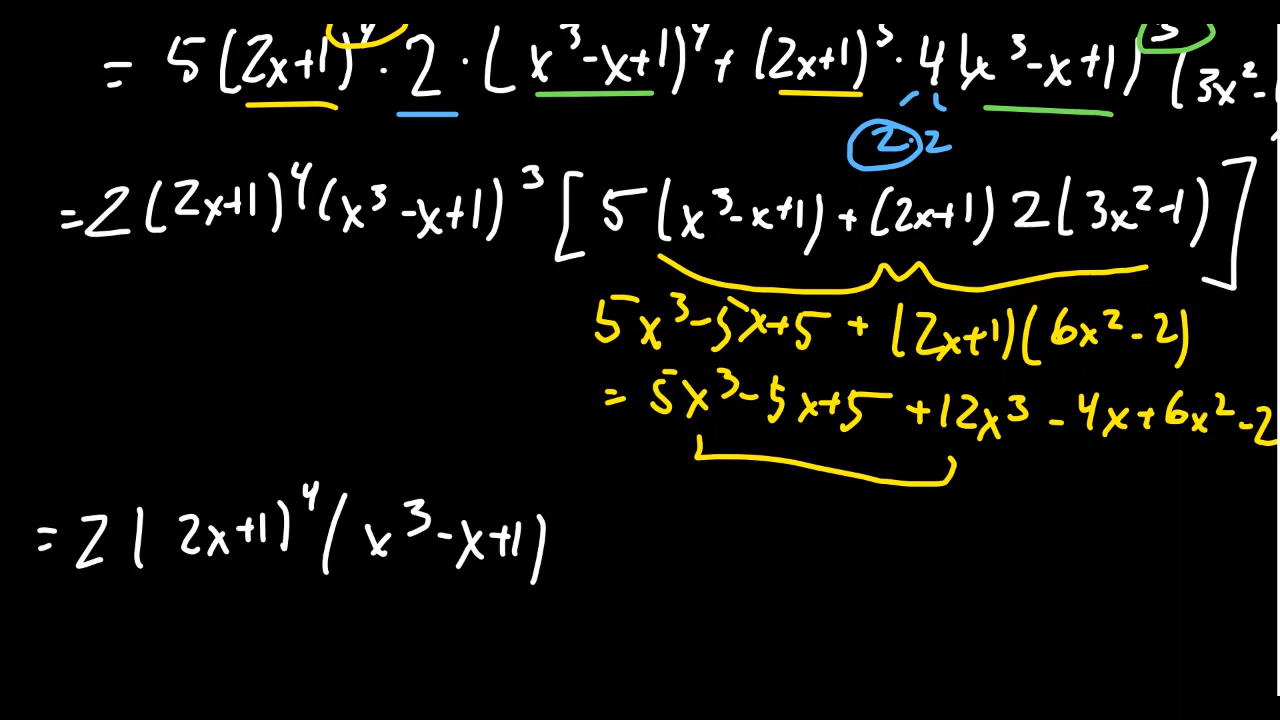 = 5(2x+1)⁴ · 2 · (x³-x+1)⁴ + (2x+1)⁵ · 4(x³-x+1)³ (3x²-
2·2
=2(2x+1)⁴(x³-x+1)³ [5(x³-x+1)+(2x+1)2(3x²-1)]
5x³-5x+5 + (2x+1)(6x²-2)
= 5x³-5x+5 +12x³ -4x+6x²-2
=2(2x+1)⁴(x³-x+1)